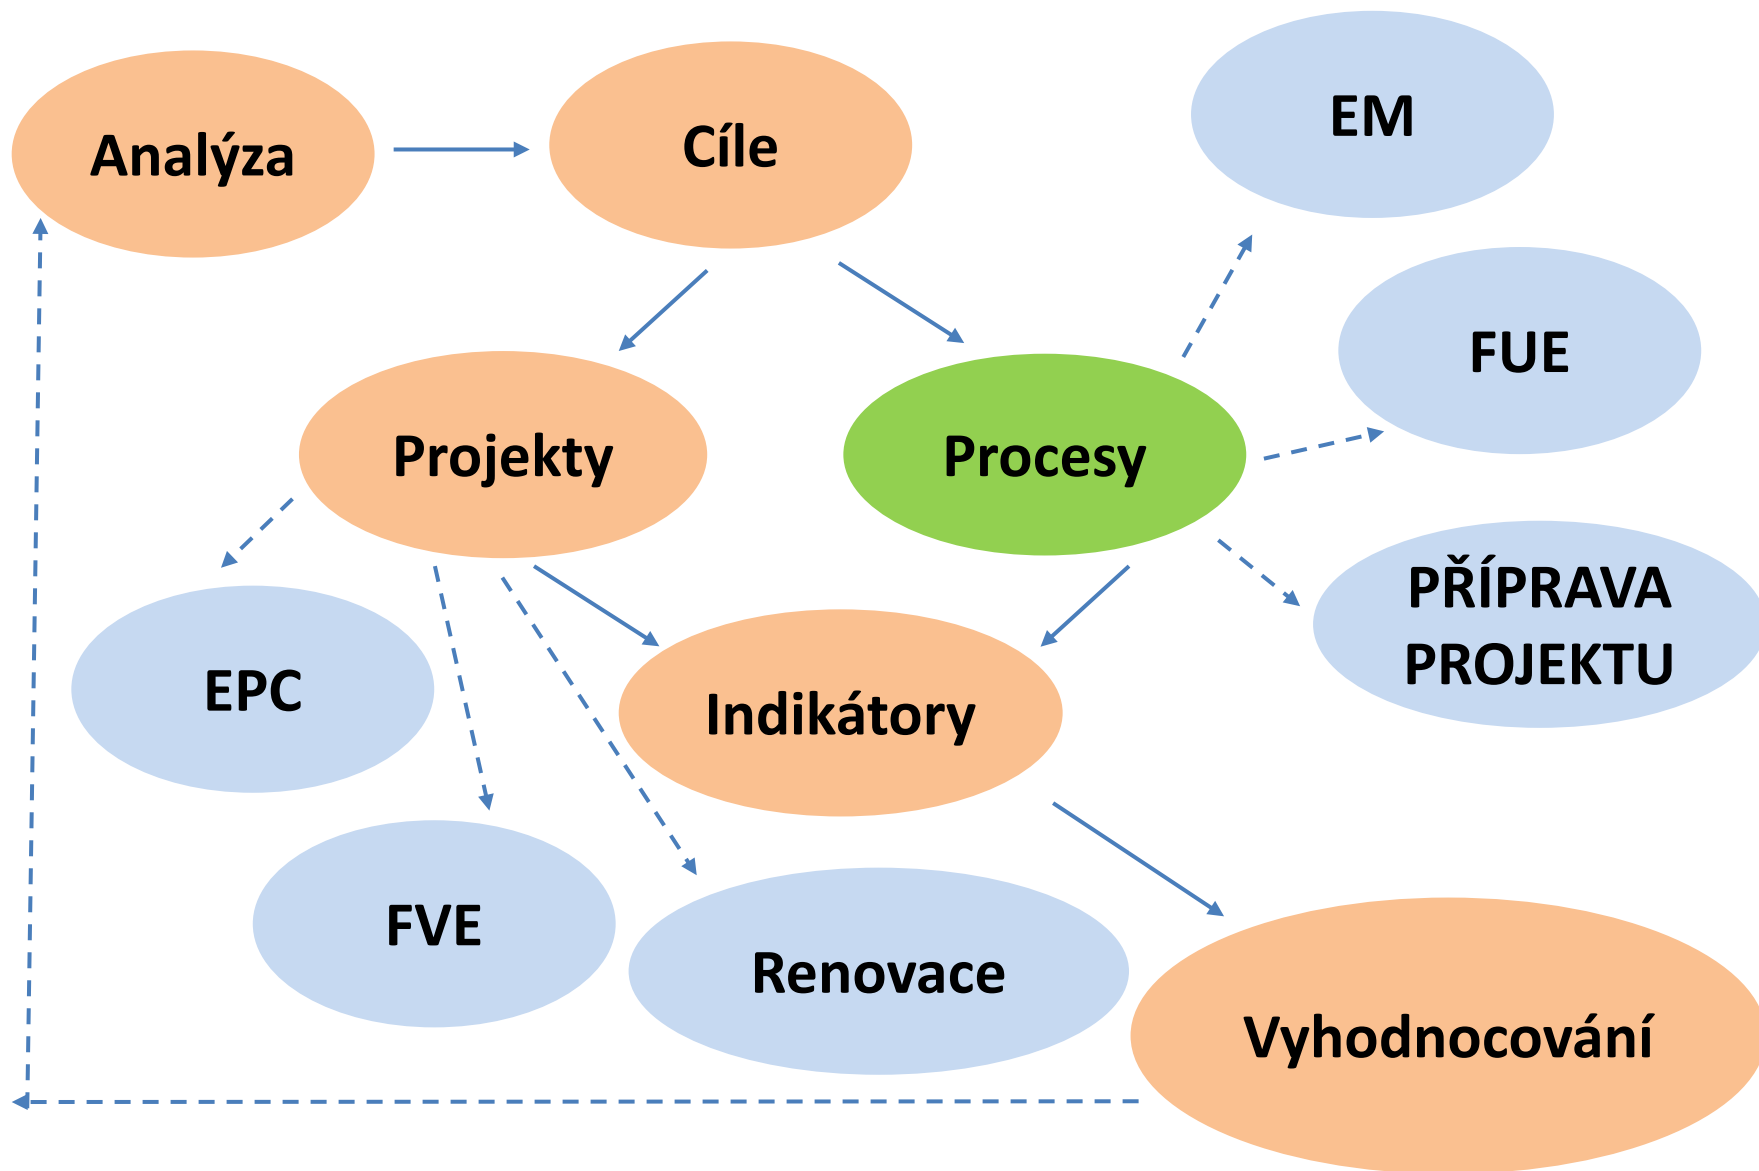 Analýza
Cíle
EM
FUE
Projekty
Procesy
PŘÍPRAVA
PROJEKTU
EPC
Indikátory
FVE
Renovace
Vyhodnocování